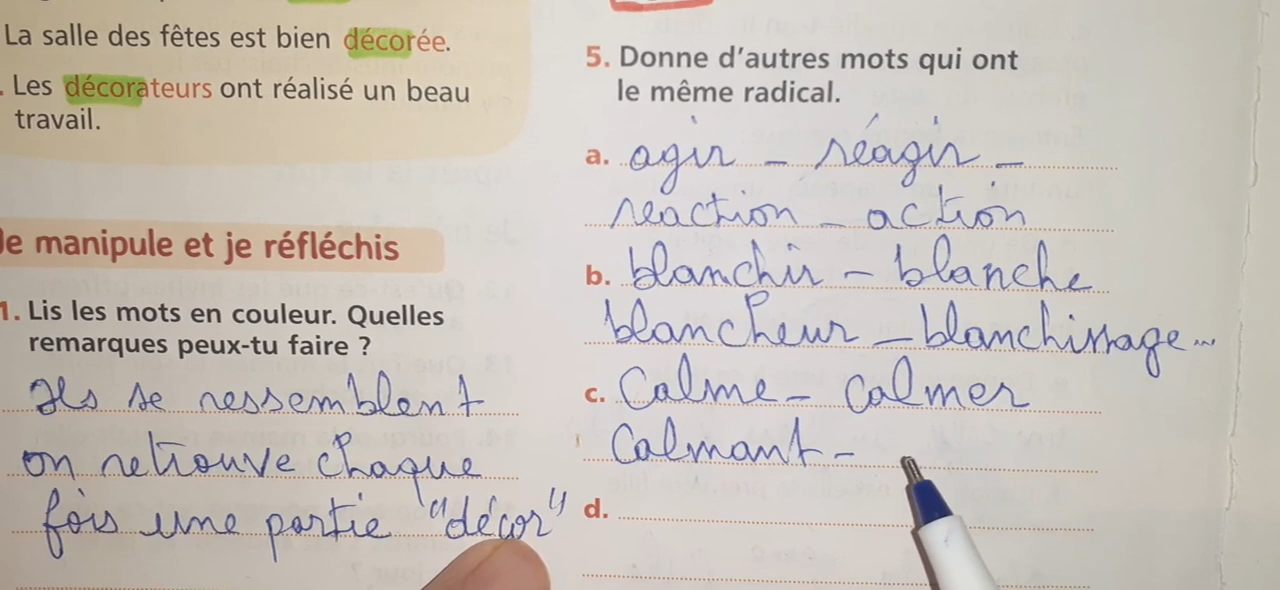 La salle des fêtes est bien décorée.
. Les décorateurs ont réalisé un beau
travail.
Je manipule et je réfléchis
1. Lis les mots en couleur. Quelles
remarques peux-tu faire ?
Ils se ressemblent
on retrouve chaque
fois une partie "décor"
5. Donne d'autres mots qui ont
le même radical.
a. agir - réagir -
reaction - action
b. blanchir - blanche
blancheur - blanchissage...
c. Calme - calmer
Calmant -
d.